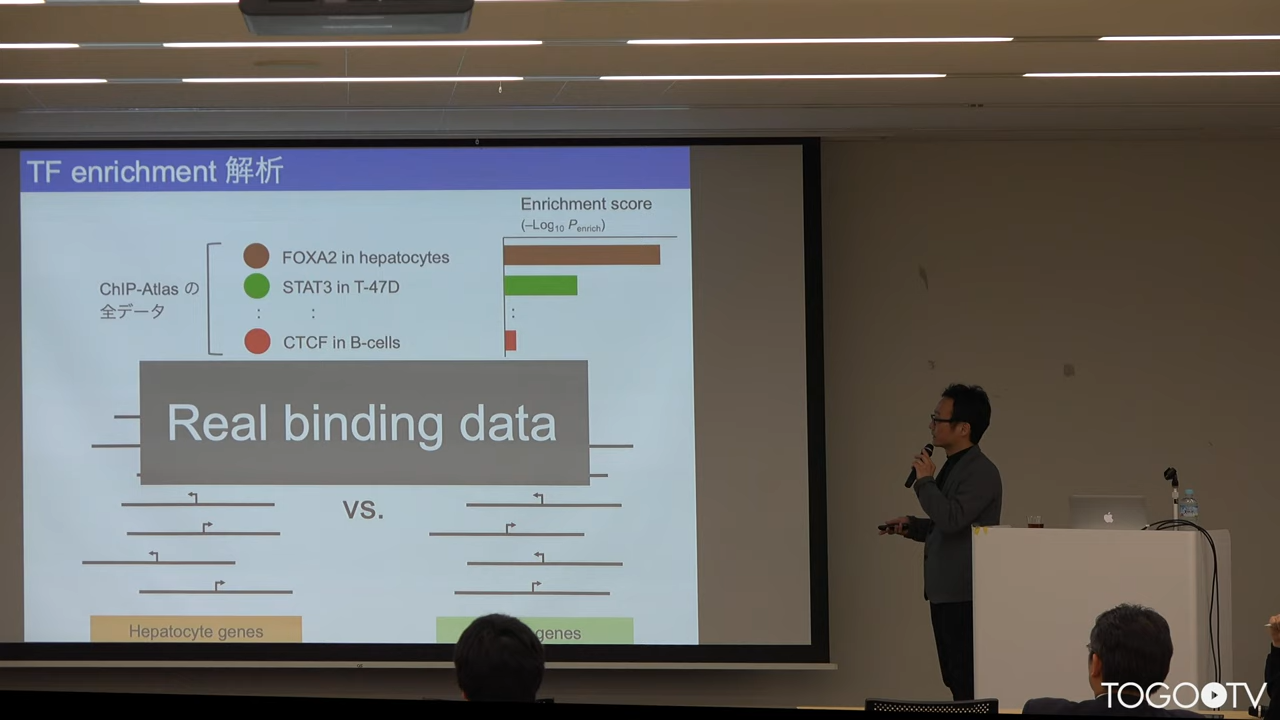 TF enrichment 解析
Enrichment score
(–Log10 Penrich)
ChIP-Atlas の
全データ
FOXA2 in hepatocytes
STAT3 in T-47D
:
:
:
CTCF in B-cells
Real binding data
vs.
Hepatocyte genes
genes
TOGOTV